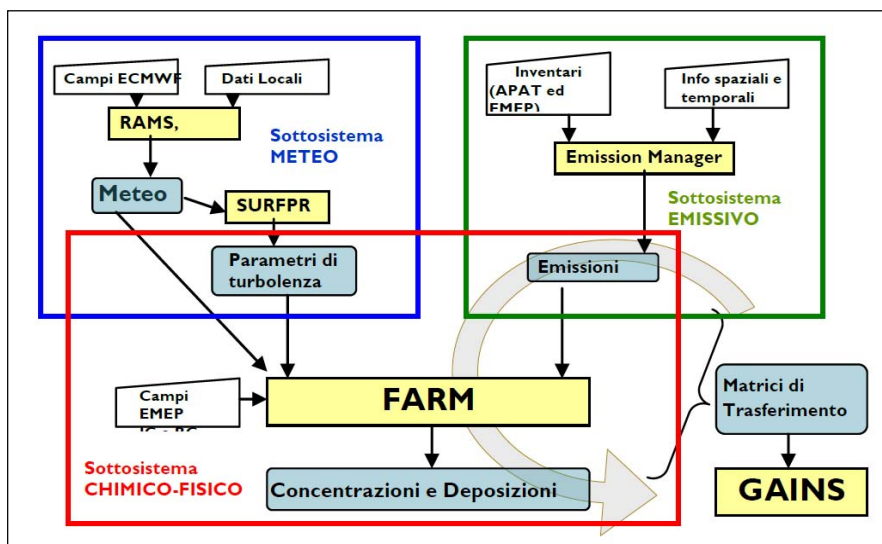 Campi ECMWF
Dati Locali
RAMS,
Sottosistema
METEO
Meteo
SURFPR
Parametri di
turbolenza
Inventari
(APAT ed
EMEP)
Info spaziali e
temporali
Emission Manager
Sottosistema
EMISSIVO
Emissioni
Campi
EMEP
FARM
Sottosistema
CHIMICO-FISICO
Concentrazioni e Deposizioni
Matrici di
Trasferimento
GAINS